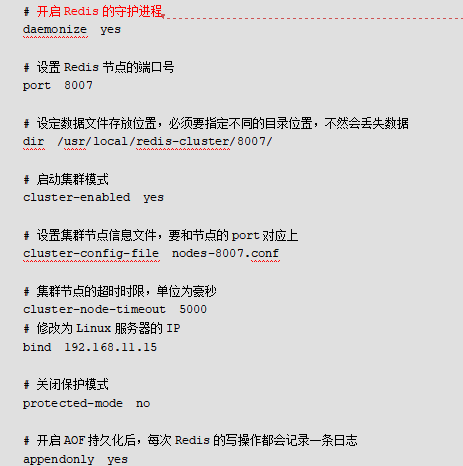 # 开启 Redis 的守护进程
daemonize yes
# 设置 Redis 节点的端口号
port 8007
# 设定数据文件存放位置，必须要指定不同的目录位置，不然会丢失数据
dir /usr/local/redis-cluster/8007/
# 启动集群模式
cluster-enabled yes
# 设置集群节点信息文件，要和节点的 port 对应上
cluster-config-file nodes-8007.conf
# 集群节点的超时时限，单位为豪秒
cluster-node-timeout 5000
# 修改为 Linux 服务器的 IP
bind 192.168.11.15
# 关闭保护模式
protected-mode no
# 开启 AOF 持久化后，每次 Redis 的写操作都会记录一条日志
appendonly yes